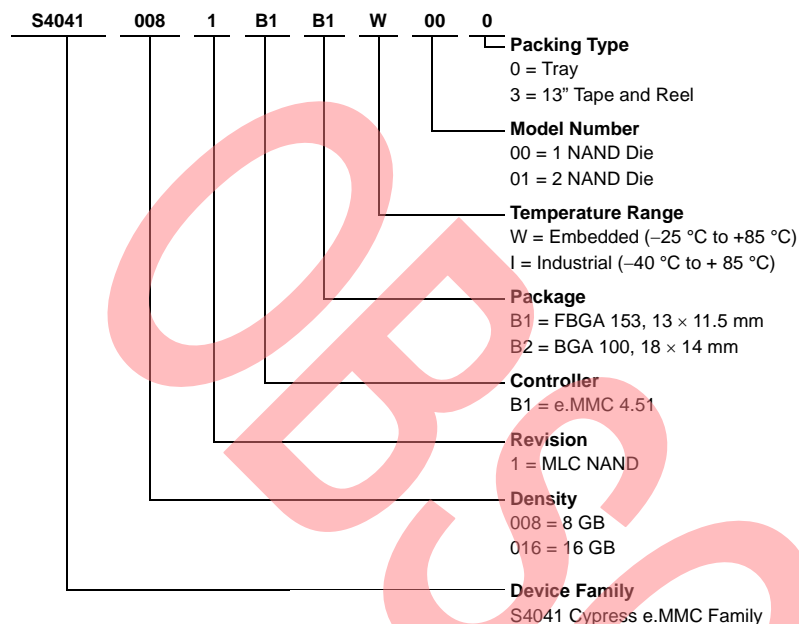 S4041 008 1 B1 B1 W 00 0
Packing Type
0 = Tray
3 = 13” Tape and Reel
Model Number
00 = 1 NAND Die
01 = 2 NAND Die
Temperature Range
W = Embedded (–25 °C to +85 °C)
I = Industrial (–40 °C to + 85 °C)
Package
B1 = FBGA 153, 13 × 11.5 mm
B2 = BGA 100, 18 × 14 mm
Controller
B1 = e.MMC 4.51
Revision
1 = MLC NAND
Density
008 = 8 GB
016 = 16 GB
Device Family
S4041 Cypress e.MMC Family
OBSO